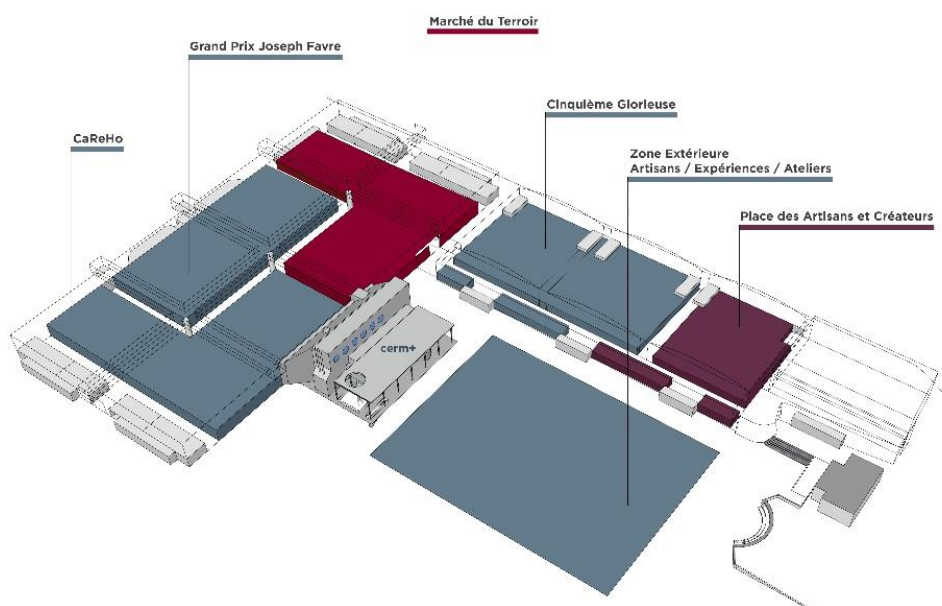 Marché du Terroir
Grand Prix Joseph Favre
CaReHo
Cinquième Glorieuse
Zone Extérieure
Artisans / Expériences / Ateliers
Place des Artisans et Créateurs
cerm+